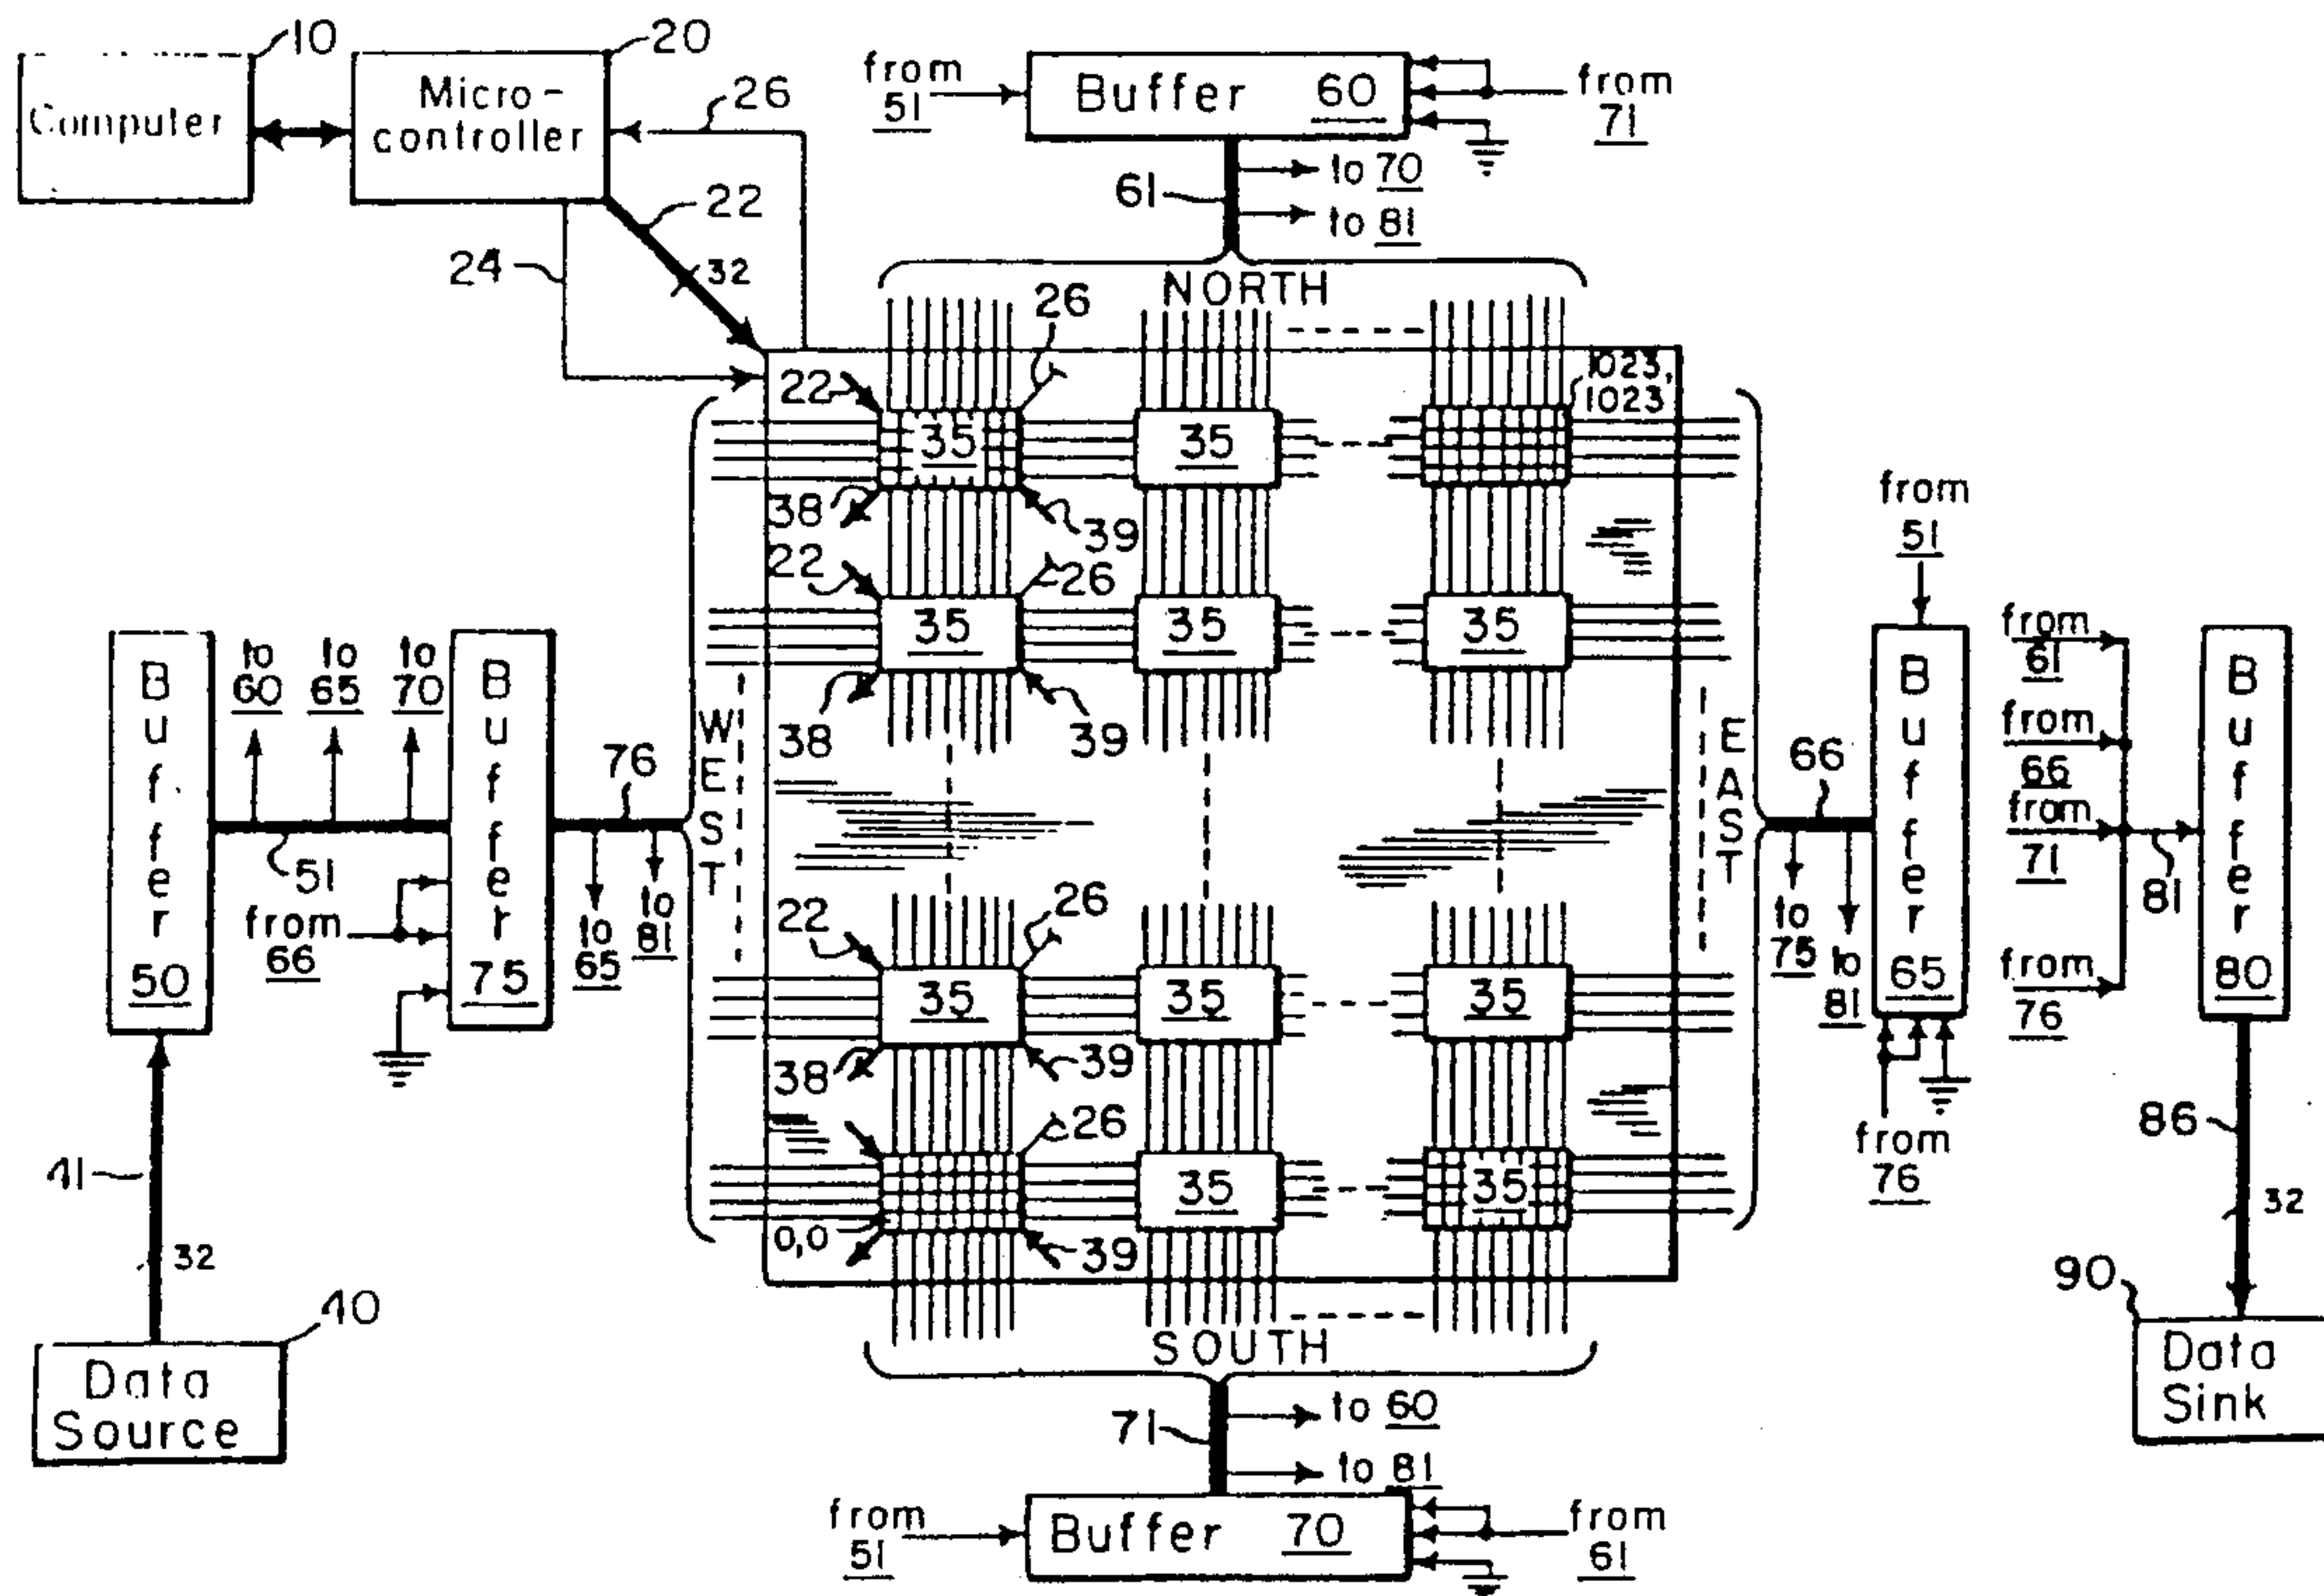 10
Computer
20
Micro-
controller
26
22
24
32
from
51
Buffer 60
from
71
61
to 70
to 81
NORTH
26
22
35
35
1023,
1023
38
39
22
26
35
35
35
38
39
WEST
EAST
Buffer
50
to
60
to
65
to
70
51
from
66
Buffer
75
76
to
65
to
81
66
to
75
to
81
from
51
Buffer
65
from
76
from
61
from
66
from
71
from
76
81
Buffer
80
22
26
35
35
35
38
39
26
0,0
39
35
35
41
32
40
Data
Source
86
32
90
Data
Sink
SOUTH
71
to 60
to 81
from
51
Buffer 70
from
61